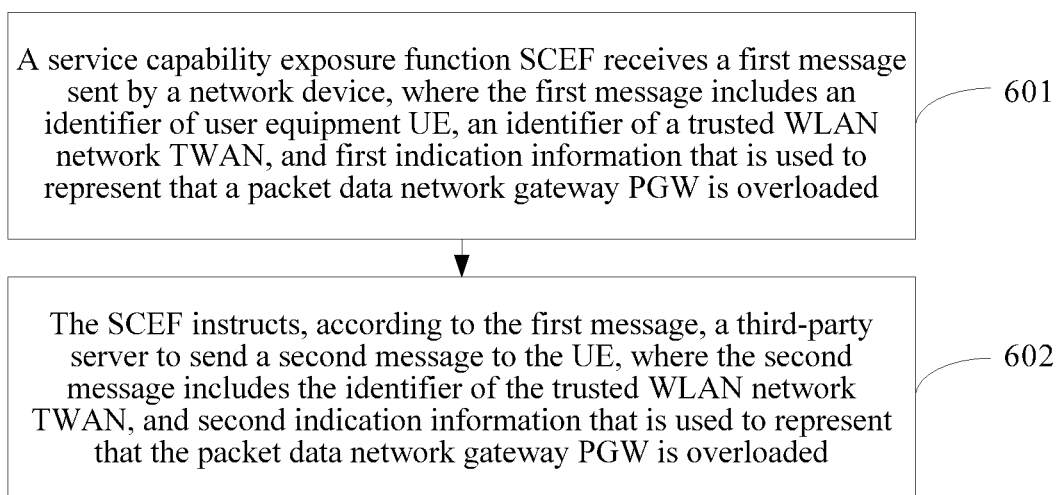 A service capability exposure function SCEF receives a first message
sent by a network device, where the first message includes an
identifier of user equipment UE, an identifier of a trusted WLAN
network TWAN, and first indication information that is used to
represent that a packet data network gateway PGW is overloaded
601
The SCEF instructs, according to the first message, a third-party
server to send a second message to the UE, where the second
message includes the identifier of the trusted WLAN network
TWAN, and second indication information that is used to represent
that the packet data network gateway PGW is overloaded
602